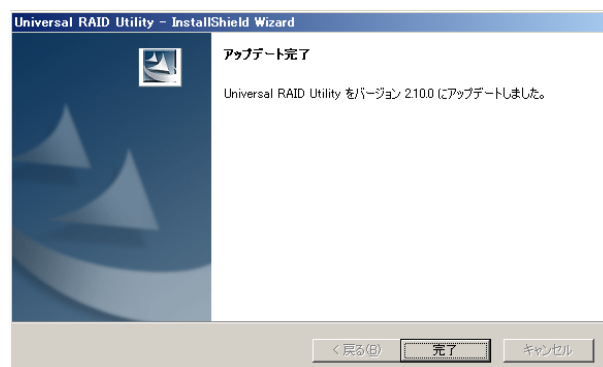 Universal RAID Utility - InstallShield Wizard
アップデート完了
Universal RAID Utility をバージョン 2.10.0 にアップデートしました。
< 戻る(B)
完了
キャンセル